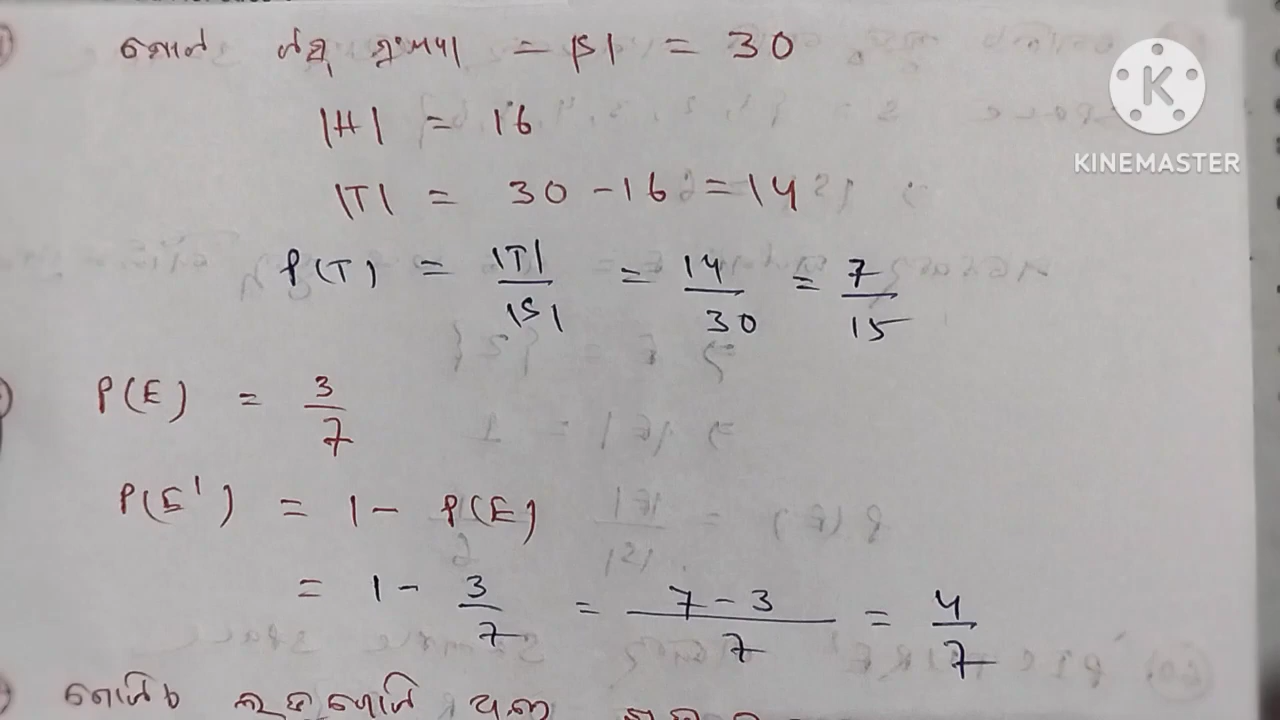 ମୋଟ = |S| = 30
KINEMASTER
|H| = 16
|T| = 30 - 16 = 14
P(T) = |T|/|S| = 14/30 = 7/15
P(E) = 3/7
P(E') = 1 - P(E)
= 1 - 3/7 = 7 - 3/7 = 4/7